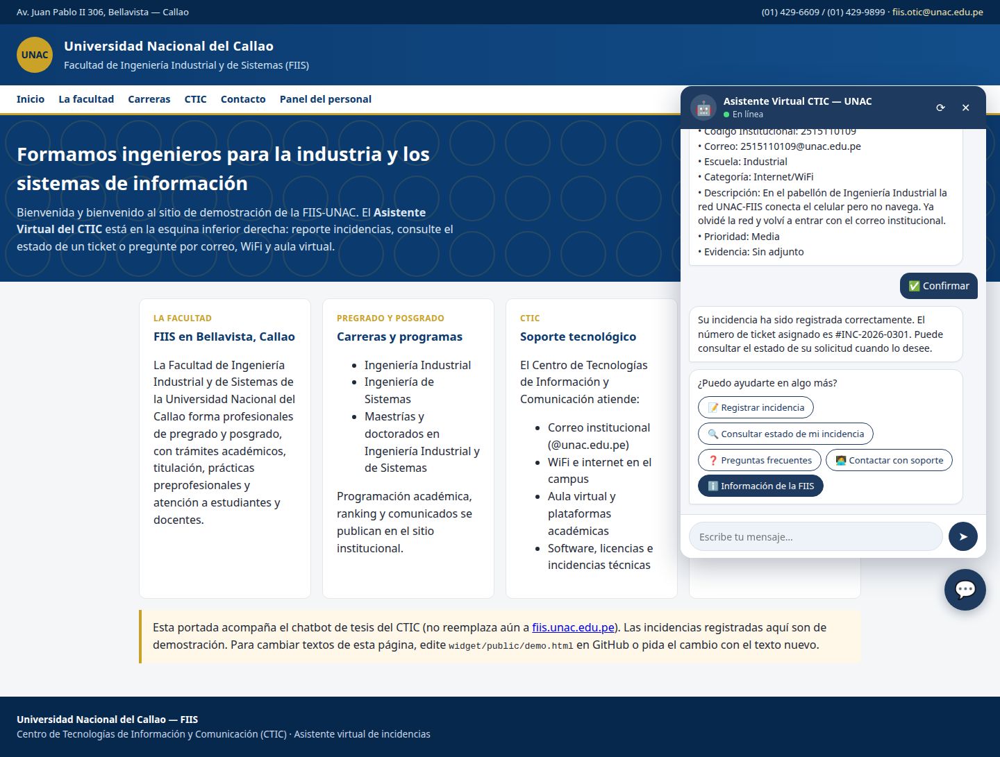 Av. Juan Pablo II 306, Bellavista — Callao
(01) 429-6609 / (01) 429-9899 · fiis.otic@unac.edu.pe
UNAC
Universidad Nacional del Callao
Facultad de Ingeniería Industrial y de Sistemas (FIIS)
Inicio La facultad Carreras CTIC Contacto Panel del personal
Formamos ingenieros para la industria y los
sistemas de información
Bienvenida y bienvenido al sitio de demostración de la FIIS-UNAC. El Asistente
Virtual del CTIC está en la esquina inferior derecha: reporte incidencias, consulte el
estado de un ticket o pregunte por correo, WiFi y aula virtual.
LA FACULTAD
FIIS en Bellavista, Callao
La Facultad de Ingeniería
Industrial y de Sistemas de
la Universidad Nacional del
Callao forma profesionales
de pregrado y posgrado,
con trámites académicos,
titulación, prácticas
preprofesionales y
atención a estudiantes y
docentes.
PREGRADO Y POSGRADO
Carreras y programas
• Ingeniería Industrial
• Ingeniería de
Sistemas
• Maestrías y
doctorados en
Ingeniería Industrial y
de Sistemas
Programación académica,
ranking y comunicados se
publican en el sitio
institucional.
CTIC
Soporte tecnológico
El Centro de Tecnologías
de Información y
Comunicación atiende:
• Correo institucional
(@unac.edu.pe)
• WiFi e internet en el
campus
• Aula virtual y
plataformas
académicas
• Software, licencias e
incidencias técnicas
Esta portada acompaña el chatbot de tesis del CTIC (no reemplaza aún a fiis.unac.edu.pe). Las incidencias registradas aquí son de
demostración. Para cambiar textos de esta página, edite widget/public/demo.html en GitHub o pida el cambio con el texto nuevo.
Universidad Nacional del Callao — FIIS
Centro de Tecnologías de Información y Comunicación (CTIC) · Asistente virtual de incidencias
Asistente Virtual CTIC — UNAC
En línea
• Código Institucional: 2515110109
• Correo: 2515110109@unac.edu.pe
• Escuela: Industrial
• Categoría: Internet/WiFi
• Descripción: En el pabellón de Ingeniería Industrial la
red UNAC-FIIS conecta el celular pero no navega. Ya
olvidé la red y volví a entrar con el correo institucional.
• Prioridad: Media
• Evidencia: Sin adjunto
✅ Confirmar
Su incidencia ha sido registrada correctamente. El
número de ticket asignado es #INC-2026-0301. Puede
consultar el estado de su solicitud cuando lo desee.
¿Puedo ayudarte en algo más?
📝 Registrar incidencia
🔍 Consultar estado de mi incidencia
❓ Preguntas frecuentes
🧑‍💻 Contactar con soporte
ℹ️ Información de la FIIS
Escribe tu mensaje...